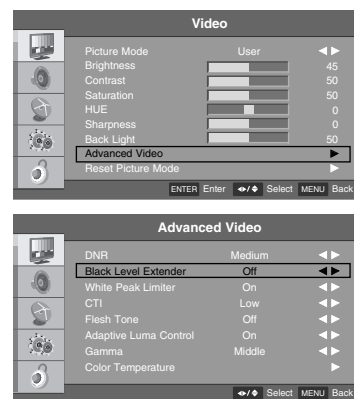 Video
Picture Mode User
Brightness 45
Contrast 50
Saturation 50
HUE 0
Sharpness 0
Back Light 50
Advanced Video
Reset Picture Mode
ENTER Enter Select MENU Back
Advanced Video
DNR Medium
Black Level Extender Off
White Peak Limiter On
CTI Low
Flesh Tone Off
Adaptive Luma Control On
Gamma Middle
Color Temperature
Select MENU Back